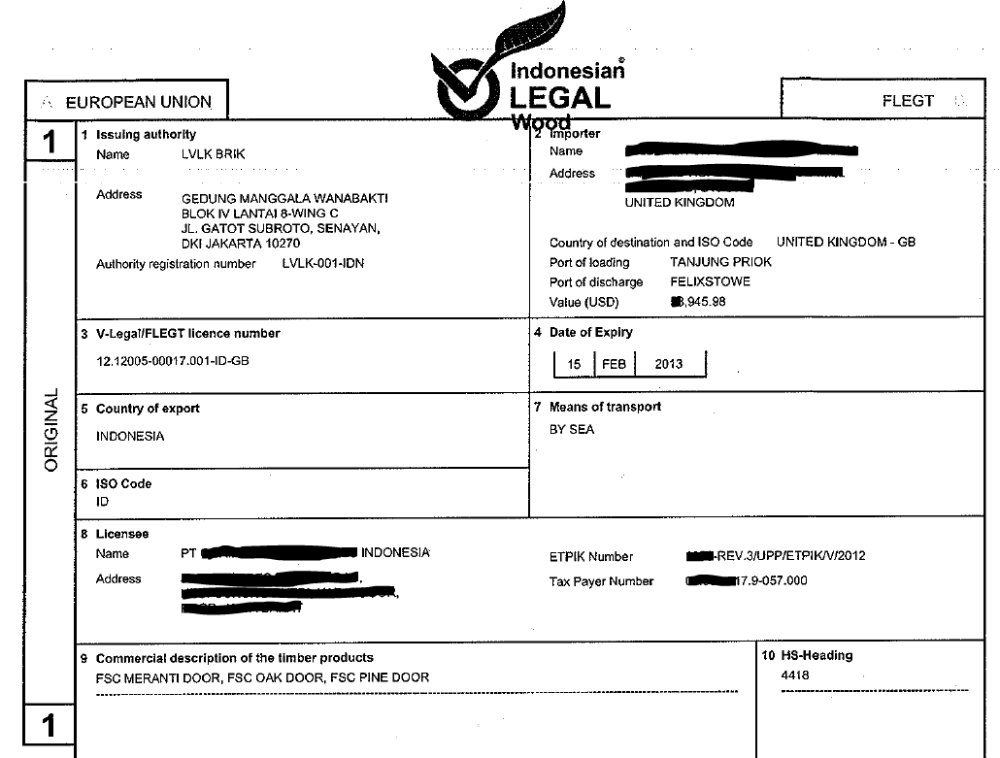 Indonesian
LEGAL
Wood
EUROPEAN UNION
FLEGT
1
1 Issuing authority
Name LVLK BRIK
Address GEDUNG MANGGALA WANABAKTI
BLOK IV LANTAI 8-WING C
JL. GATOT SUBROTO, SENAYAN,
DKI JAKARTA 10270
Authority registration number LVLK-001-IDN
2 Importer
Name
Address
UNITED KINGDOM
Country of destination and ISO Code UNITED KINGDOM - GB
Port of loading TANJUNG PRIOK
Port of discharge FELIXSTOWE
Value (USD) 8,945.98
3 V-Legal/FLEGT licence number
12.12005-00017.001-ID-GB
4 Date of Expiry
15 FEB 2013
ORIGINAL
5 Country of export
INDONESIA
6 ISO Code
ID
7 Means of transport
BY SEA
8 Licensee
Name PT INDONESIA
Address
ETPIK Number -REV.3/UPP/ETPIK/V/2012
Tax Payer Number 17.9-057.000
9 Commercial description of the timber products
FSC MERANTI DOOR, FSC OAK DOOR, FSC PINE DOOR
10 HS-Heading
4418
1